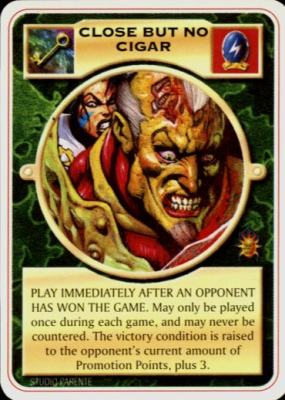 CLOSE BUT NO
CIGAR
PLAY IMMEDIATELY AFTER AN OPPONENT
HAS WON THE GAME. May only be played
once during each game, and may never be
countered. The victory condition is raised
to the opponent's current amount of
Promotion Points, plus 3.
STUDIO PARENTE